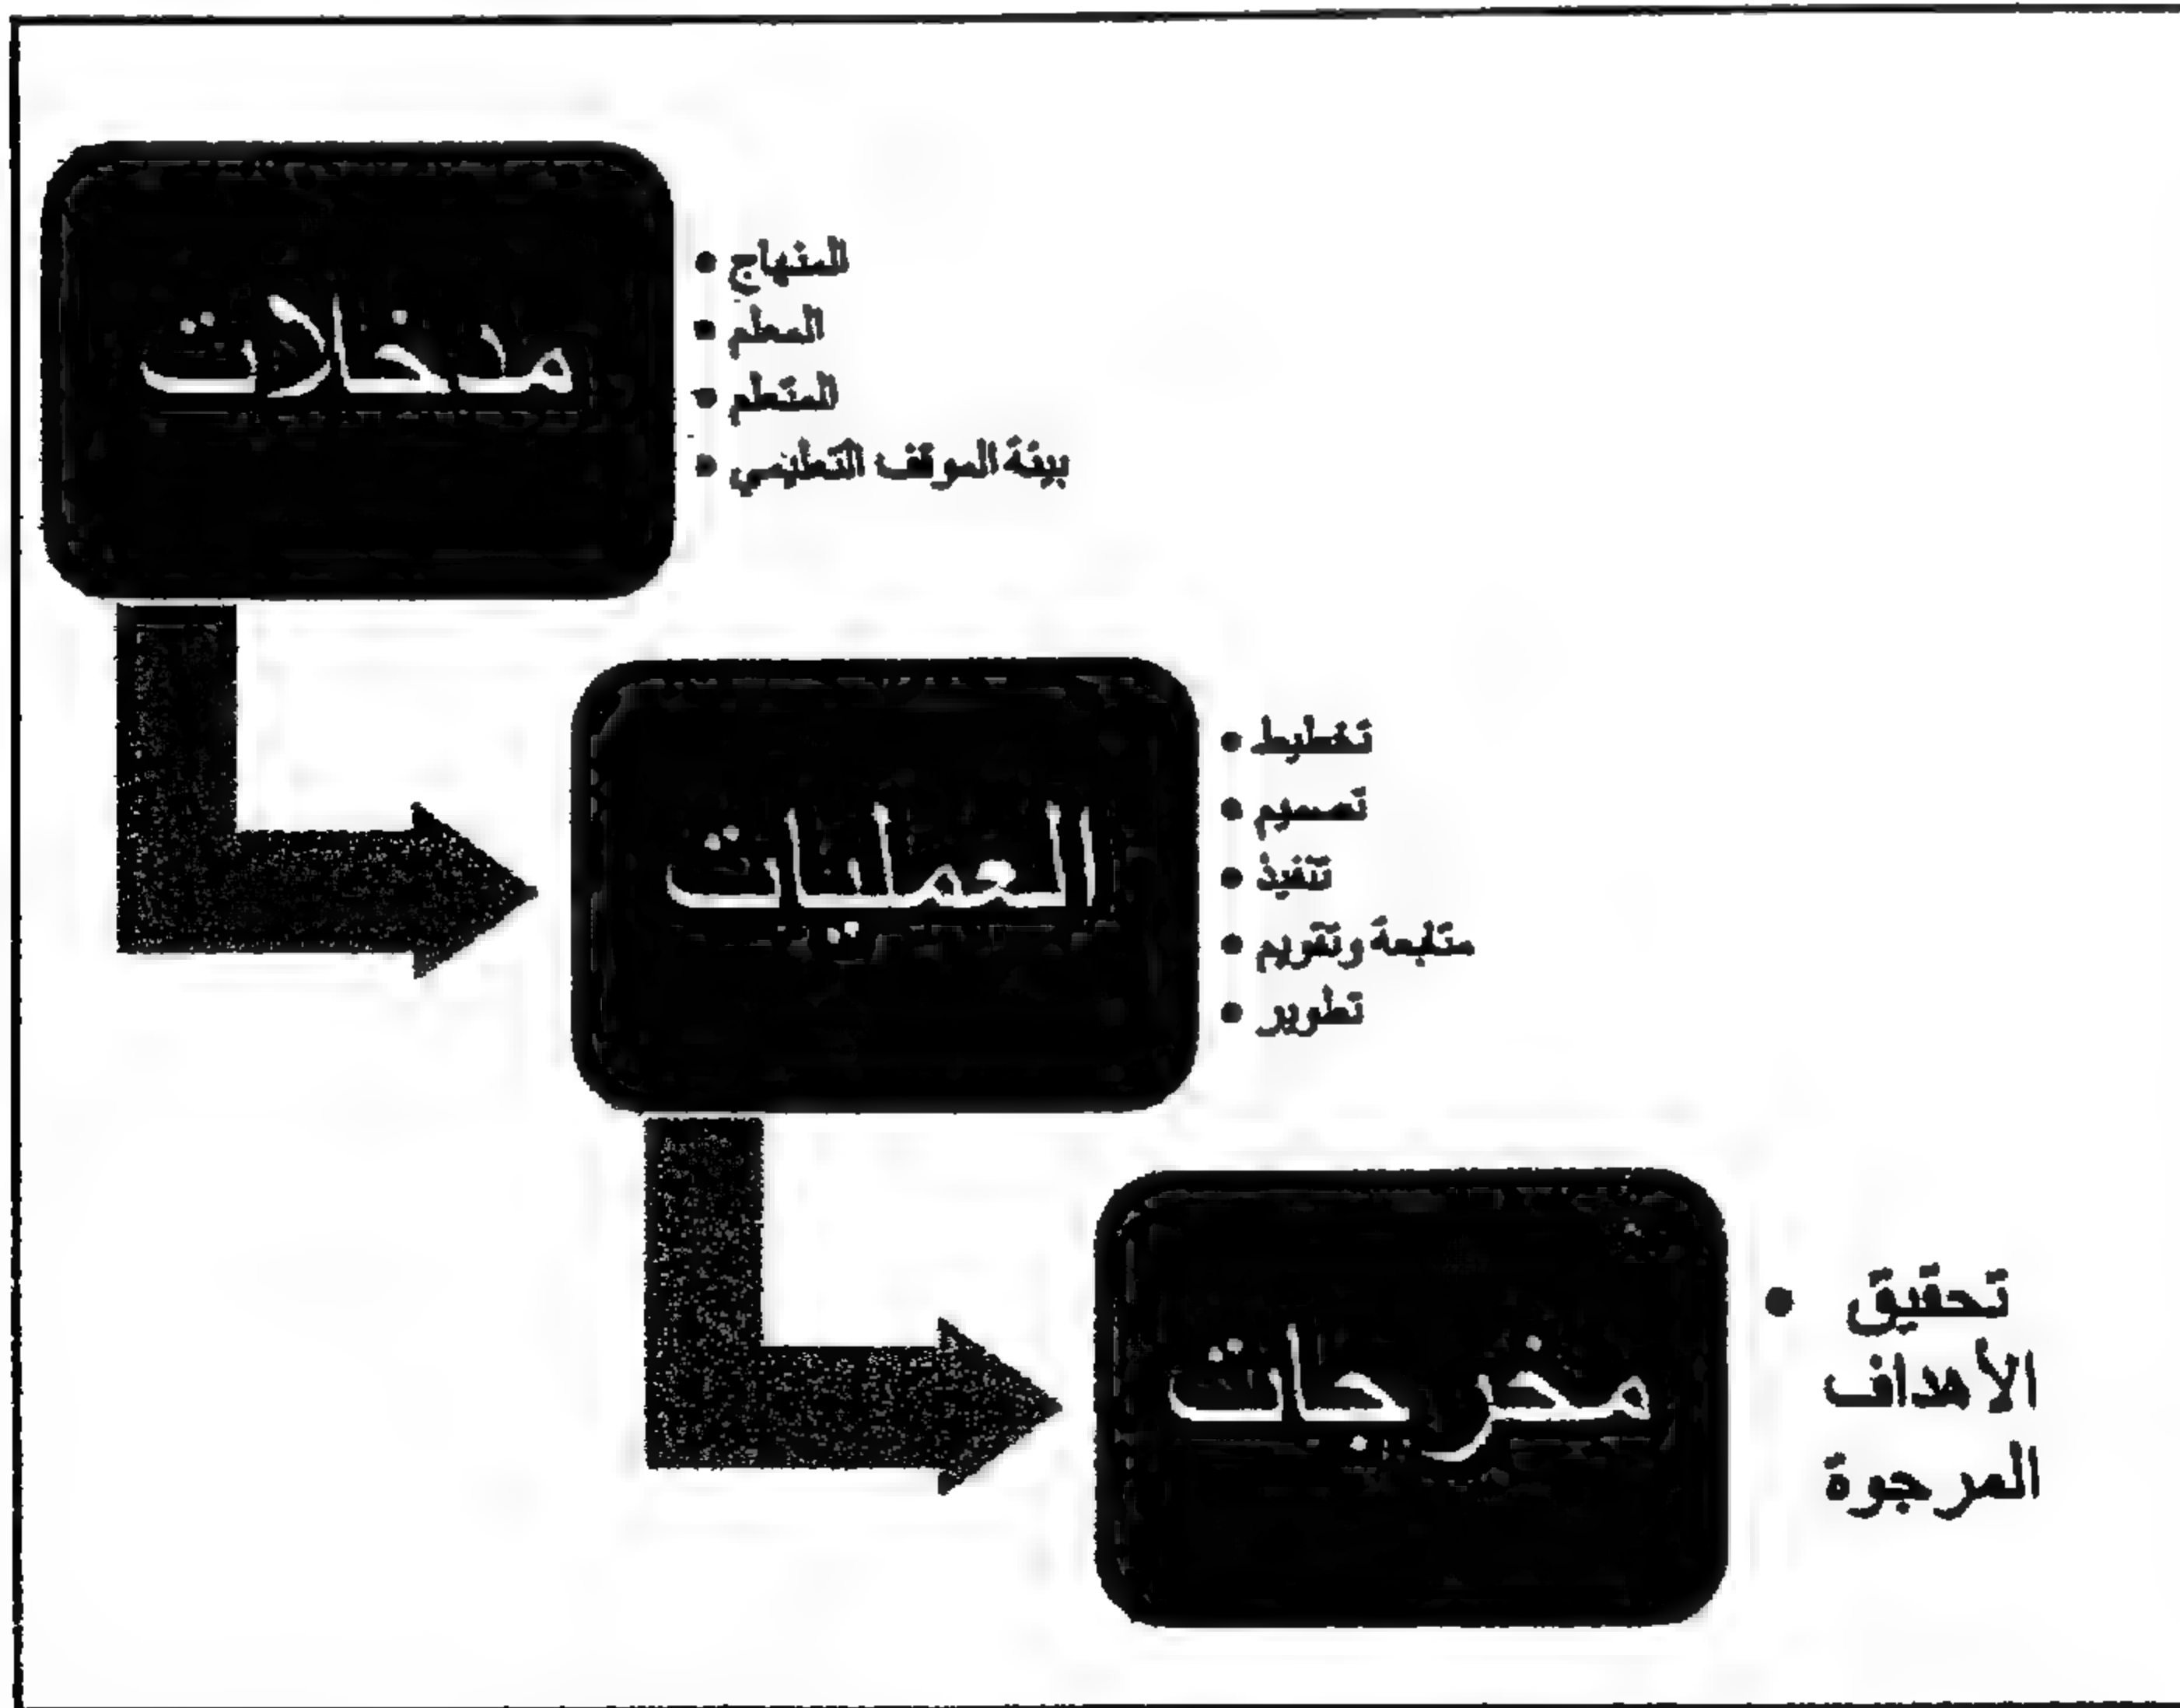 مدخلات
• المنهاج
• المعلم
• المتعلم
• بيئة الموقف التعليمي
العمليات
• تخطيط
• تصميم
• تنفيذ
• متابعة وتقويم
• تطوير
مخرجات
• تحقيق
الأهداف
المرجوة